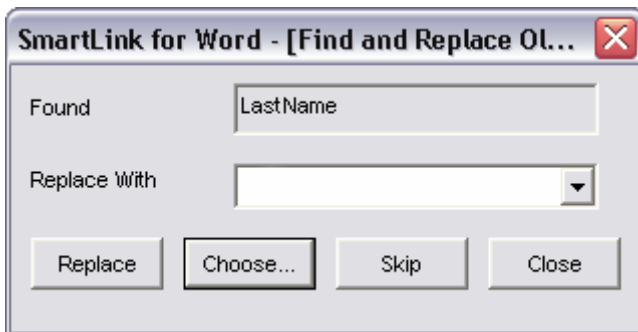 SmartLink for Word - [Find and Replace Ol...
Found
LastName
Replace With
Replace
Choose...
Skip
Close